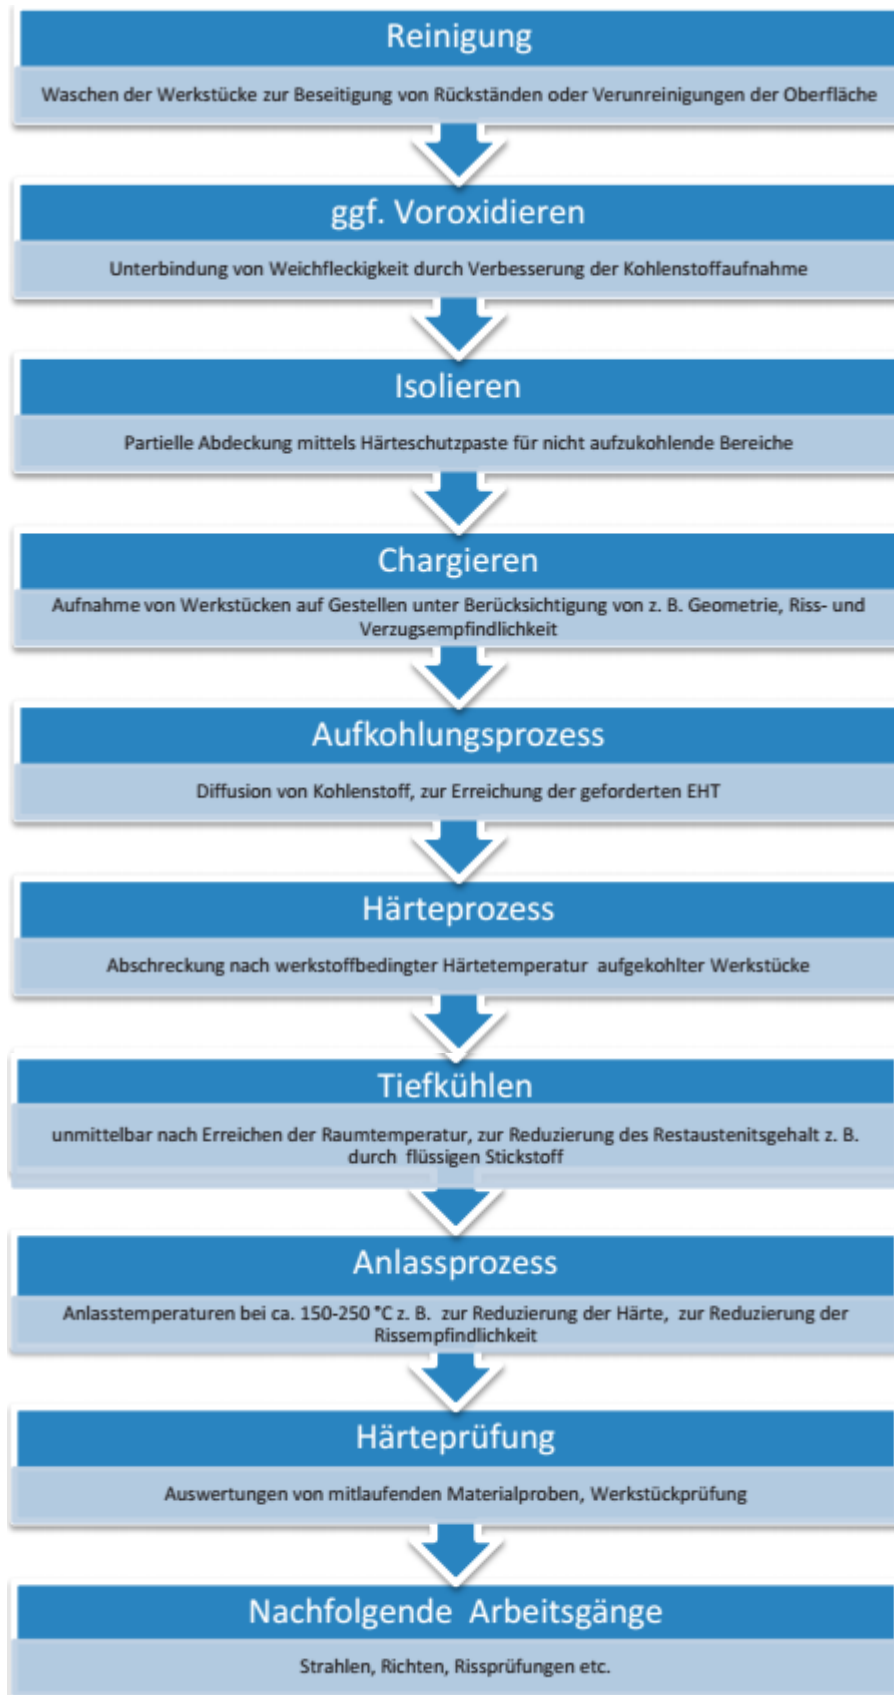 Reinigung
Waschen der Werkstücke zur Beseitigung von Rückständen oder Verunreinigungen der Oberfläche
ggf. Voroxidieren
Unterbindung von Weichfleckigkeit durch Verbesserung der Kohlenstoffaufnahme
Isolieren
Partielle Abdeckung mittels Härteschutzpaste für nicht aufzukohlende Bereiche
Chargieren
Aufnahme von Werkstücken auf Gestellen unter Berücksichtigung von z. B. Geometrie, Riss- und
Verzugsempfindlichkeit
Aufkohlungsprozess
Diffusion von Kohlenstoff, zur Erreichung der geforderten EHT
Härteprozess
Abschreckung nach werkstoffbedingter Härtetemperatur aufgekohlter Werkstücke
Tiefkühlen
unmittelbar nach Erreichen der Raumtemperatur, zur Reduzierung des Restaustenitsgehalt z. B.
durch flüssigen Stickstoff
Anlassprozess
Anlasstemperaturen bei ca. 150-250 °C z. B. zur Reduzierung der Härte, zur Reduzierung der
Rissempfindlichkeit
Härteprüfung
Auswertungen von mitlaufenden Materialproben, Werkstückprüfung
Nachfolgende Arbeitsgänge
Strahlen, Richten, Rissprüfungen etc.